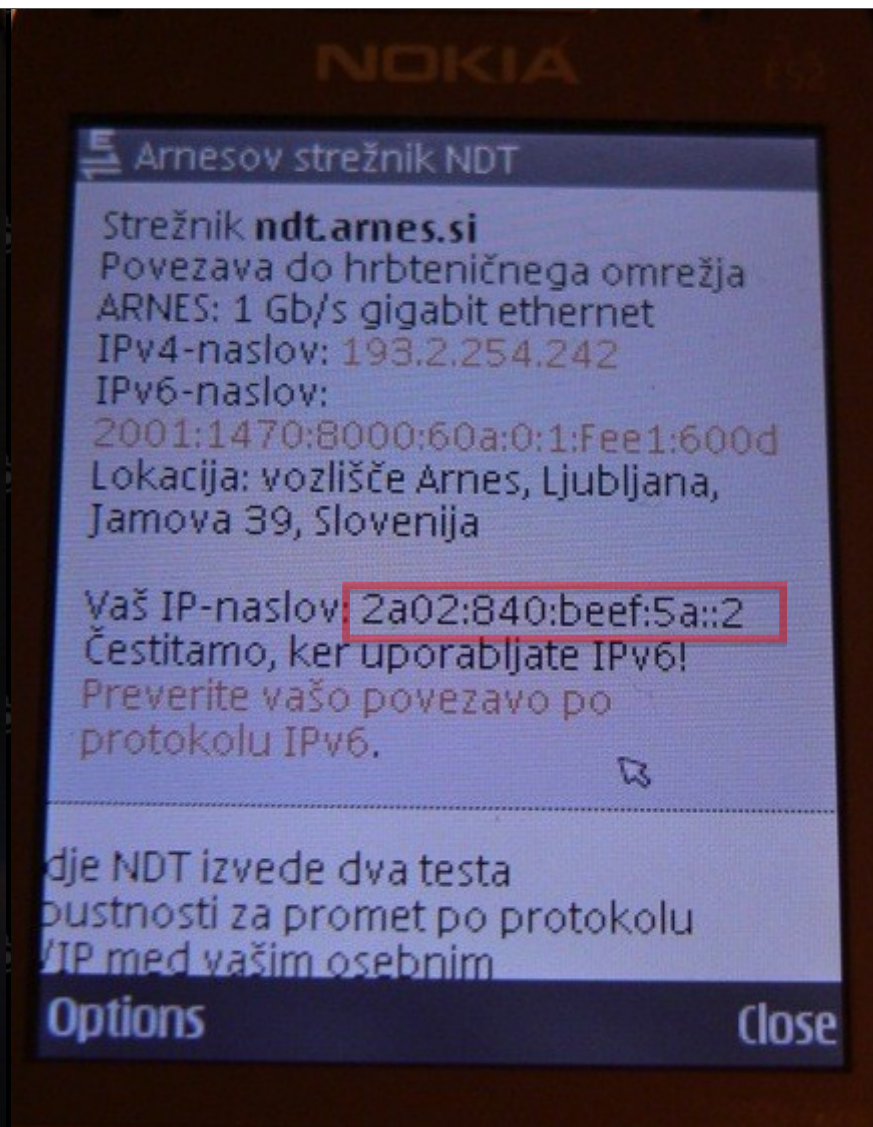 NOKIA
E52
E
Arnesov strežnik NDT
Strežnik ndt.arnes.si
Povezava do hrbteničnega omrežja
ARNES: 1 Gb/s gigabit ethernet
IPv4-naslov: 193.2.254.242
IPv6-naslov:
2001:1470:8000:60a:0:1:Fee1:600d
Lokacija: vozlišče Arnes, Ljubljana,
Jamova 39, Slovenija
Vaš IP-naslov: 2a02:840:beef:5a::2
Čestitamo, ker uporabljate IPv6!
Preverite vašo povezavo po
protokolu IPv6.
dje NDT izvede dva testa
pustnosti za promet po protokolu
/IP med vašim osebnim
Options
Close